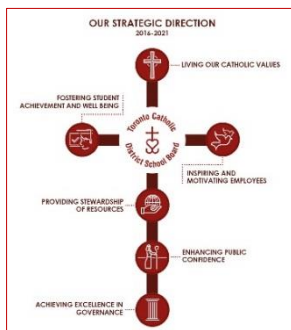 OUR STRATEGIC DIRECTION
2016-2021
LIVING OUR CATHOLIC VALUES
FOSTERING STUDENT
ACHIEVEMENT AND WELL BEING
Toronto Catholic
District School Board
INSPIRING AND
MOTIVATING EMPLOYEES
PROVIDING STEWARDSHIP
OF RESOURCES
ENHANCING PUBLIC
CONFIDENCE
ACHIEVING EXCELLENCE IN
GOVERNANCE